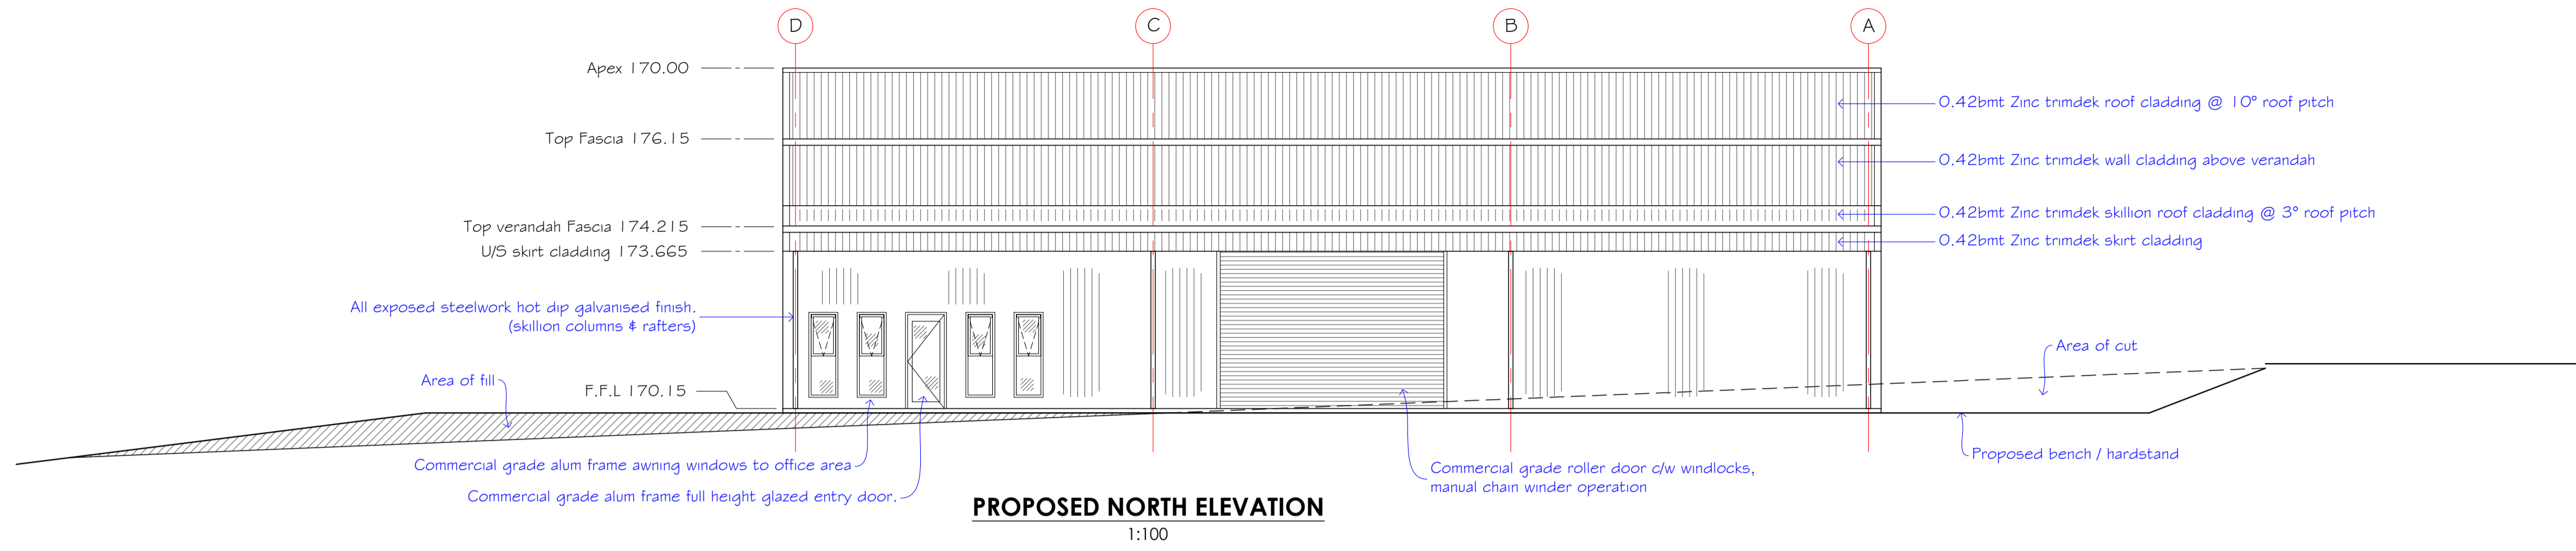 D
C
B
A
Apex 170.00
0.42bmt Zinc trimdek roof cladding @ 10° roof pitch
Top Fascia 176.15
0.42bmt Zinc trimdek wall cladding above verandah
0.42bmt Zinc trimdek skillion roof cladding @ 3° roof pitch
Top verandah Fascia 174.215
0.42bmt Zinc trimdek skirt cladding
U/S skirt cladding 173.665
All exposed steelwork hot dip galvanised finish.
(skillion columns & rafters)
Area of cut
Area of fill
F.F.L 170.15
Proposed bench / hardstand
Commercial grade alum frame awning windows to office area
Commercial grade roller door c/w windlocks,
manual chain winder operation
Commercial grade alum frame full height glazed entry door.
PROPOSED NORTH ELEVATION
1:100